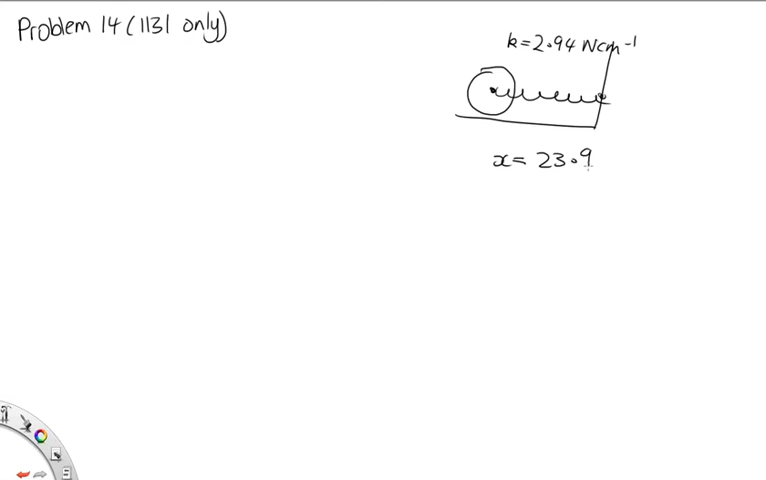 Problem 14 (1131 only)
k=2.94 Ncm-1
x= 23.9